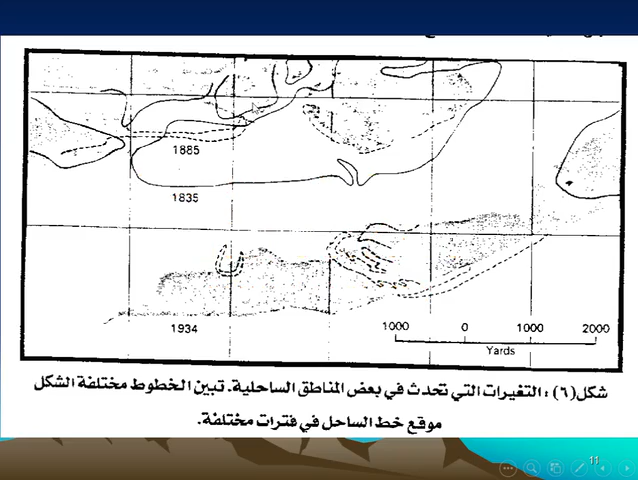 1885
1835
1934
1000 0 1000 2000
Yards
شكل(٦) : التغيرات التي تحدث في بعض المناطق الساحلية. تبين الخطوط مختلفة الشكل
موقع خط الساحل في فترات مختلفة.
11